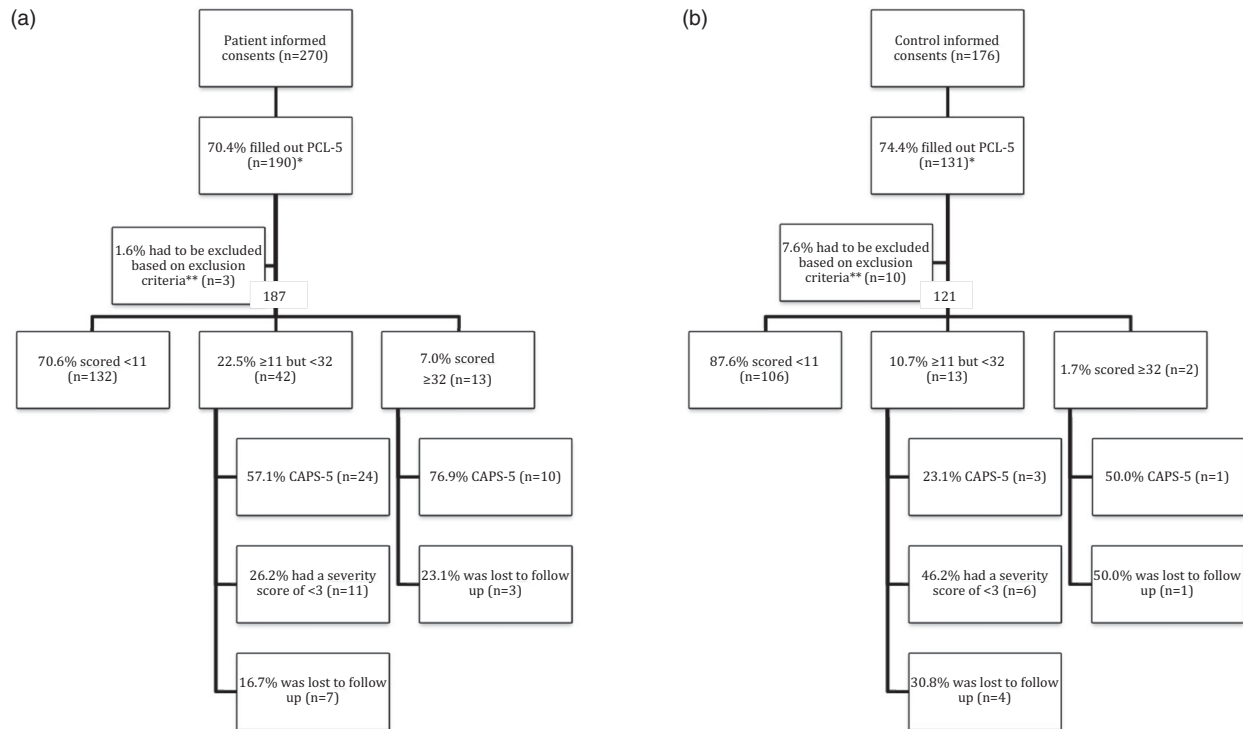 (a)
Patient informed
consents (n=270)
70.4% filled out PCL-5
(n=190)*
1.6% had to be excluded
based on exclusion
criteria** (n=3)
187
70.6% scored <11
(n=132)
22.5% ≥11 but <32
(n=42)
7.0% scored
≥32 (n=13)
57.1% CAPS-5 (n=24)
76.9% CAPS-5 (n=10)
26.2% had a severity
score of <3 (n=11)
23.1% was lost to follow
up (n=3)
16.7% was lost to follow
up (n=7)
(b)
Control informed
consents (n=176)
74.4% filled out PCL-5
(n=131)*
7.6% had to be excluded
based on exclusion
criteria** (n=10)
121
87.6% scored <11
(n=106)
10.7% ≥11 but <32
(n=13)
1.7% scored ≥32 (n=2)
23.1% CAPS-5 (n=3)
50.0% CAPS-5 (n=1)
46.2% had a severity
score of <3 (n=6)
50.0% was lost to follow
up (n=1)
30.8% was lost to follow
up (n=4)